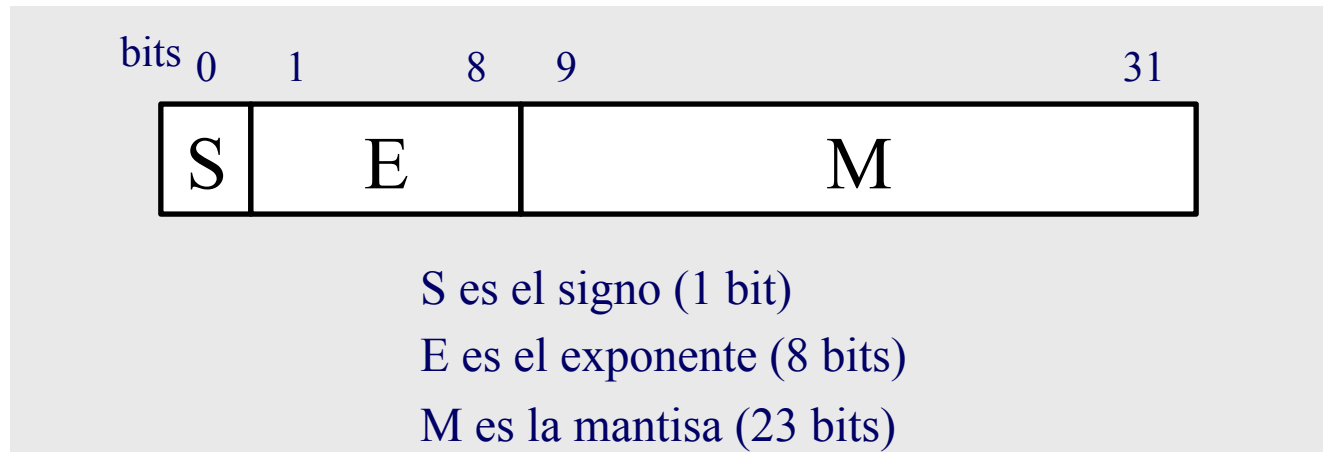 bits 0 1 8 9 31
S E M
S es el signo (1 bit)
E es el exponente (8 bits)
M es la mantisa (23 bits)